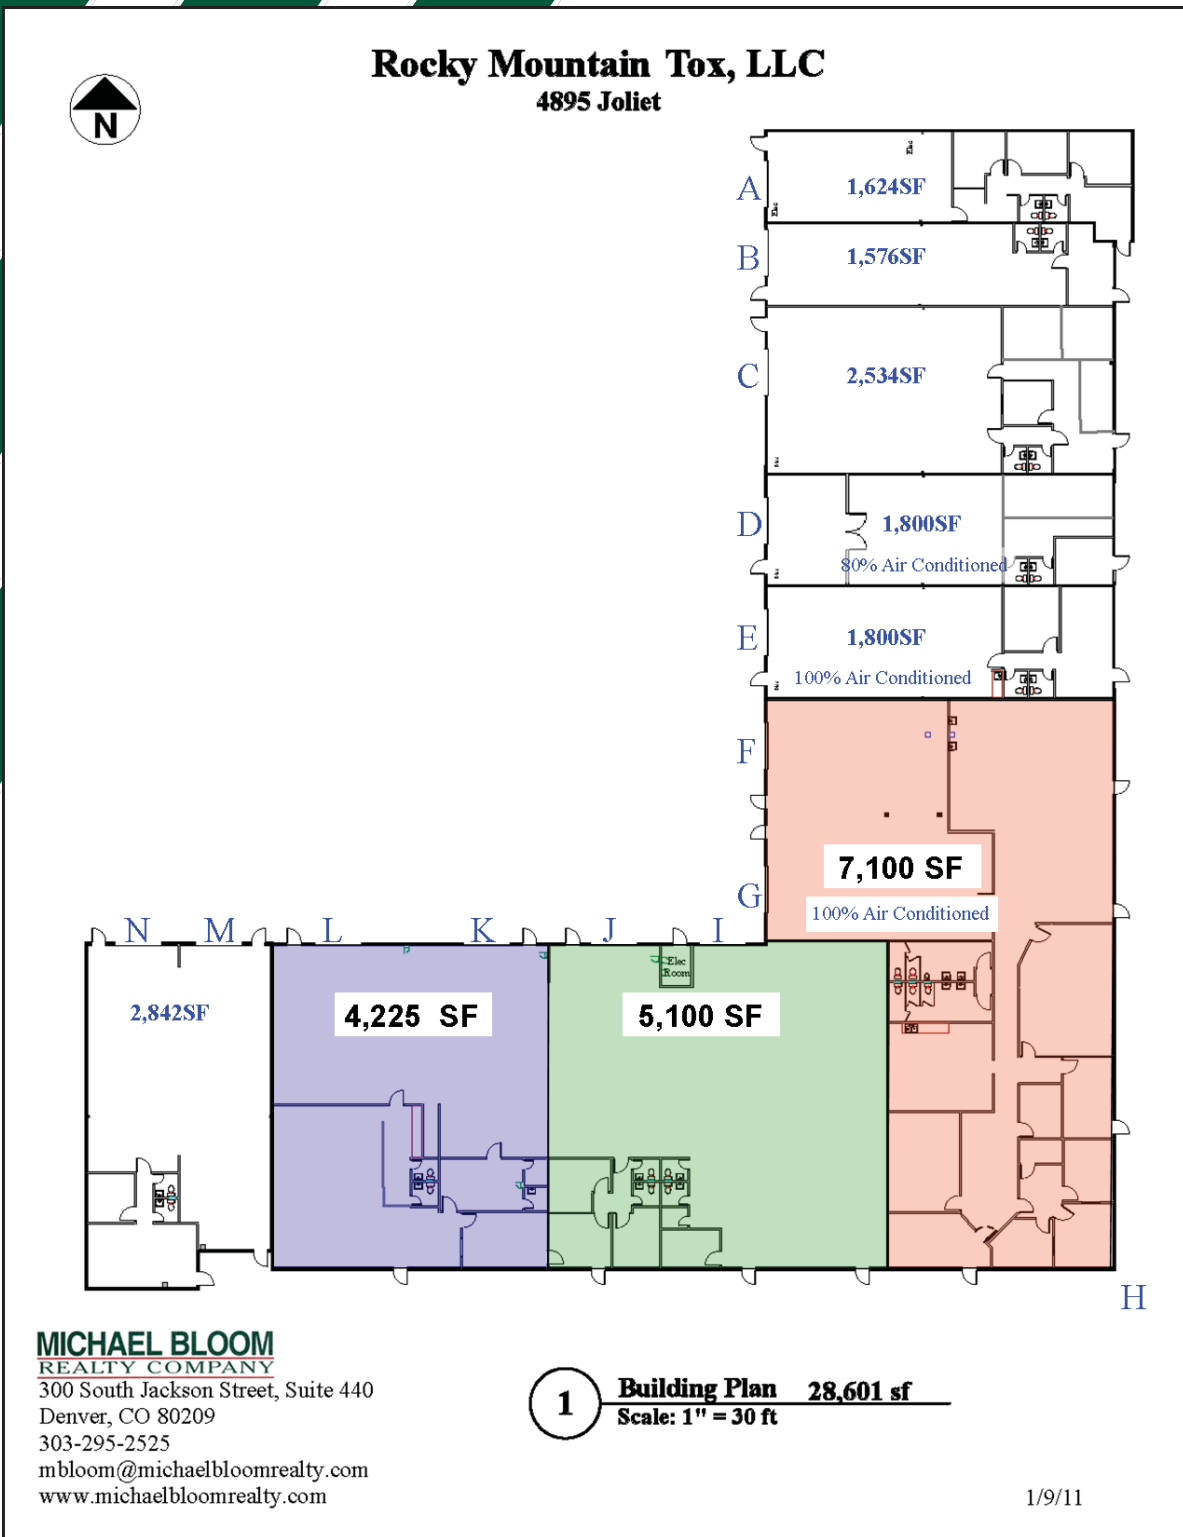 Rocky Mountain Tox, LLC
4895 Joliet
N
Elec
A
1,624SF
Elec
B
1,576SF
C
2,534SF
D
1,800SF
80% Air Conditioned
E
1,800SF
100% Air Conditioned
F
7,100 SF
G
100% Air Conditioned
N M L K J I
Elec
Room
2,842SF
4,225 SF
5,100 SF
H
MICHAEL BLOOM
REALTY COMPANY
300 South Jackson Street, Suite 440
Denver, CO 80209
303-295-2525
mbloom@michaelbloomrealty.com
www.michaelbloomrealty.com
1
Building Plan 28,601 sf
Scale: 1" = 30 ft
1/9/11